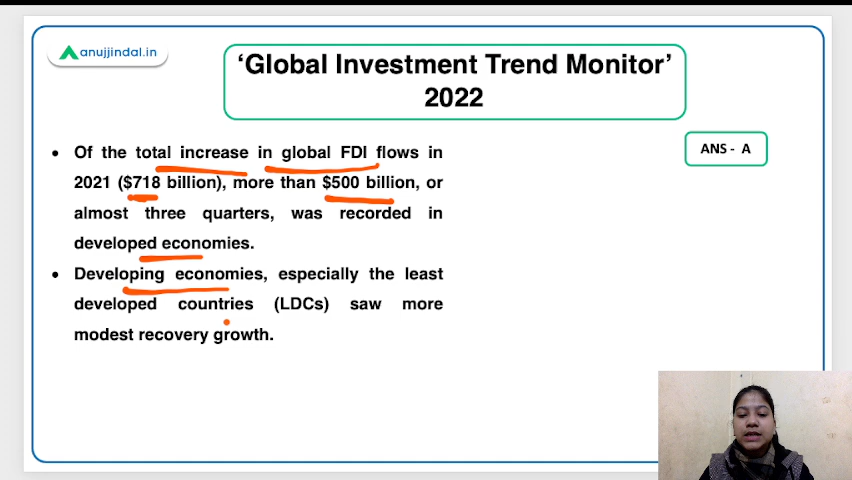 anujjindal.in
‘Global Investment Trend Monitor’
2022
• Of the total increase in global FDI flows in
2021 ($718 billion), more than $500 billion, or
almost three quarters, was recorded in
developed economies.
• Developing economies, especially the least
developed countries (LDCs) saw more
modest recovery growth.
ANS - A